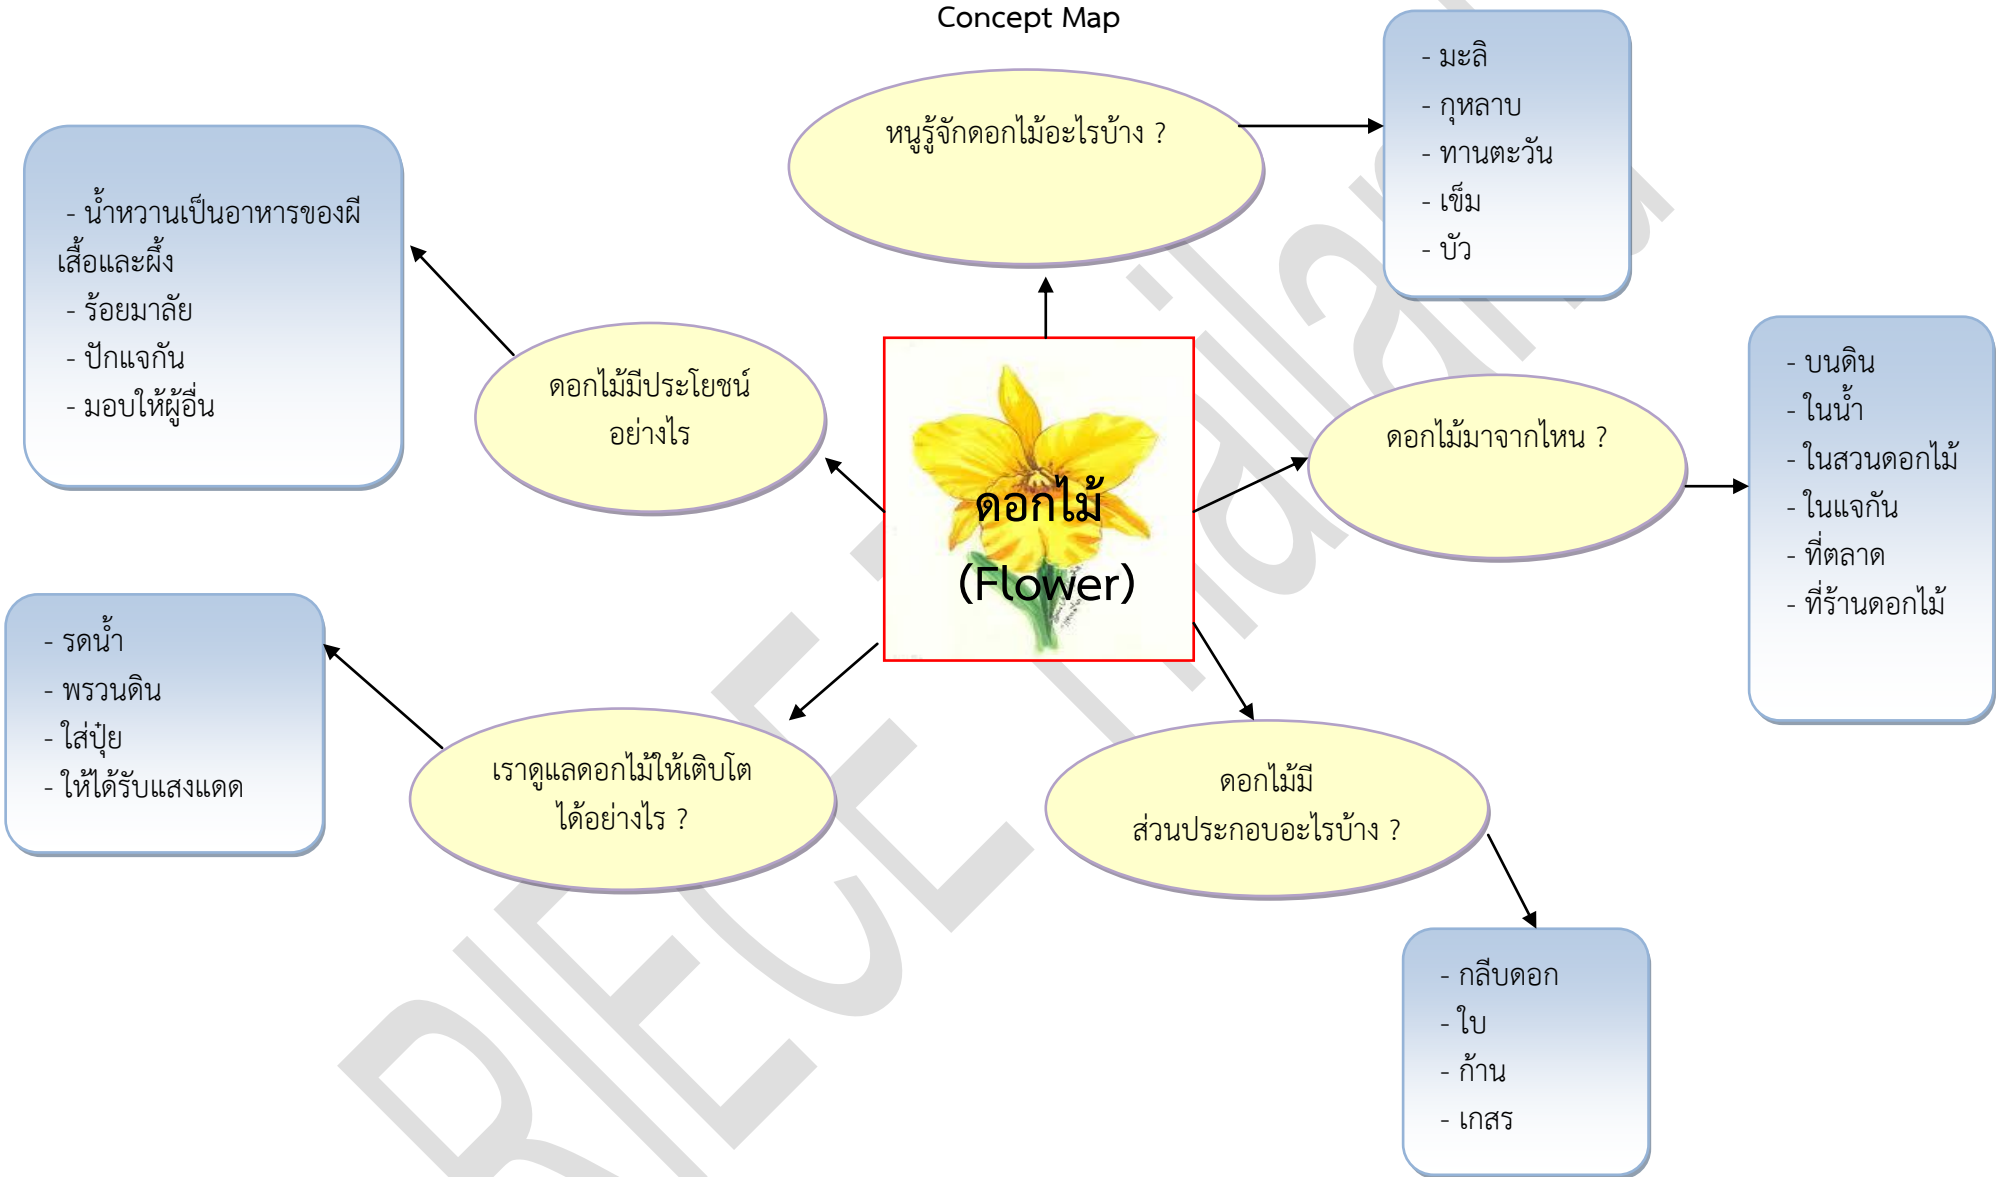 Concept Map
หนูรู้จักดอกไม้อะไรบ้าง ?
- มะลิ
- กุหลาบ
- ทานตะวัน
- เข็ม
- บัว
- น้ำหวานเป็นอาหารของผี
เสื้อและผึ้ง
- ร้อยมาลัย
- ปักแจกัน
- มอบให้ผู้อื่น
ดอกไม้มีประโยชน์
อย่างไร
ดอกไม้
(Flower)
ดอกไม้มาจากไหน ?
- บนดิน
- ในน้ำ
- ในสวนดอกไม้
- ในแจกัน
- ที่ตลาด
- ที่ร้านดอกไม้
- รดน้ำ
- พรวนดิน
- ใส่ปุ๋ย
- ให้ได้รับแสงแดด
เราดูแลดอกไม้ให้เติบโต
ได้อย่างไร ?
ดอกไม้มี
ส่วนประกอบอะไรบ้าง ?
- กลีบดอก
- ใบ
- ก้าน
- เกสร
RIECE Thailand